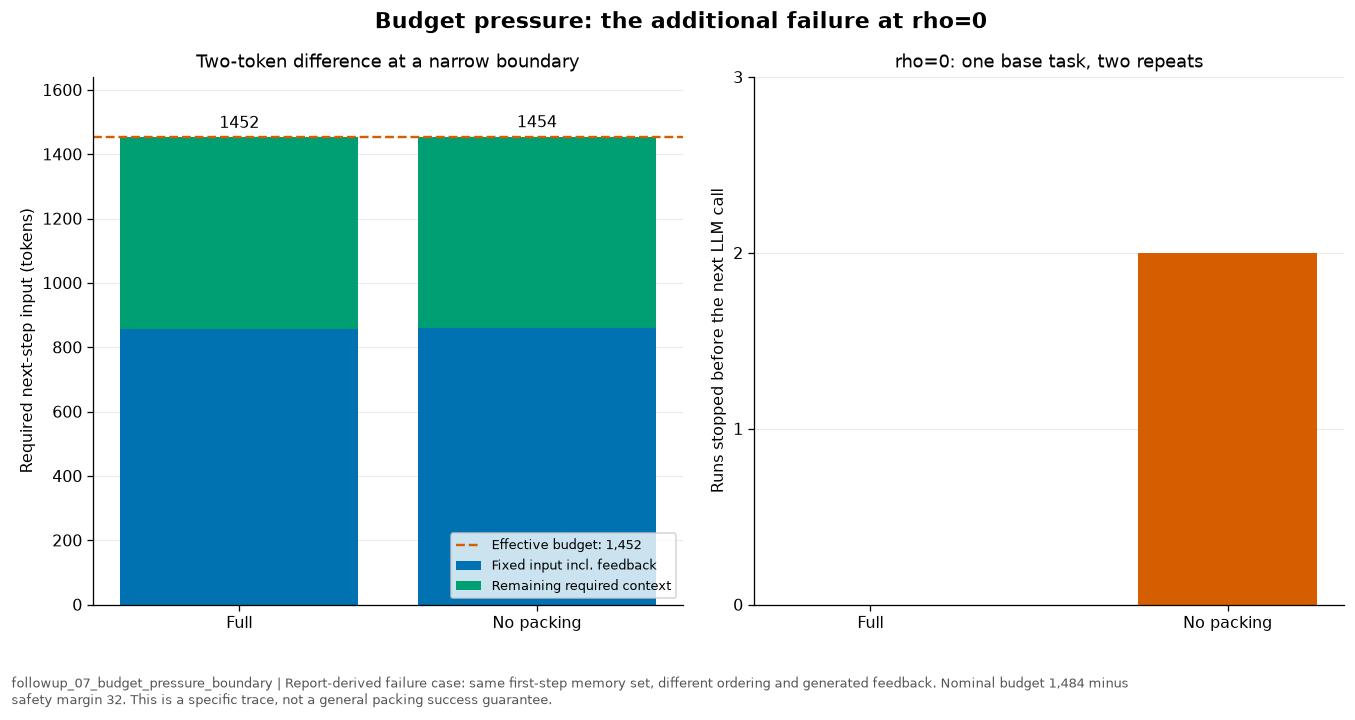 Budget pressure: the additional failure at rho=0
Two-token difference at a narrow boundary
Required next-step input (tokens)
1600
1400
1200
1000
800
600
400
200
0
1452
1454
Effective budget: 1,452
Fixed input incl. feedback
Remaining required context
Full
No packing
rho=0: one base task, two repeats
Runs stopped before the next LLM call
3
2
1
0
Full
No packing
followup_07_budget_pressure_boundary | Report-derived failure case: same first-step memory set, different ordering and generated feedback. Nominal budget 1,484 minus
safety margin 32. This is a specific trace, not a general packing success guarantee.